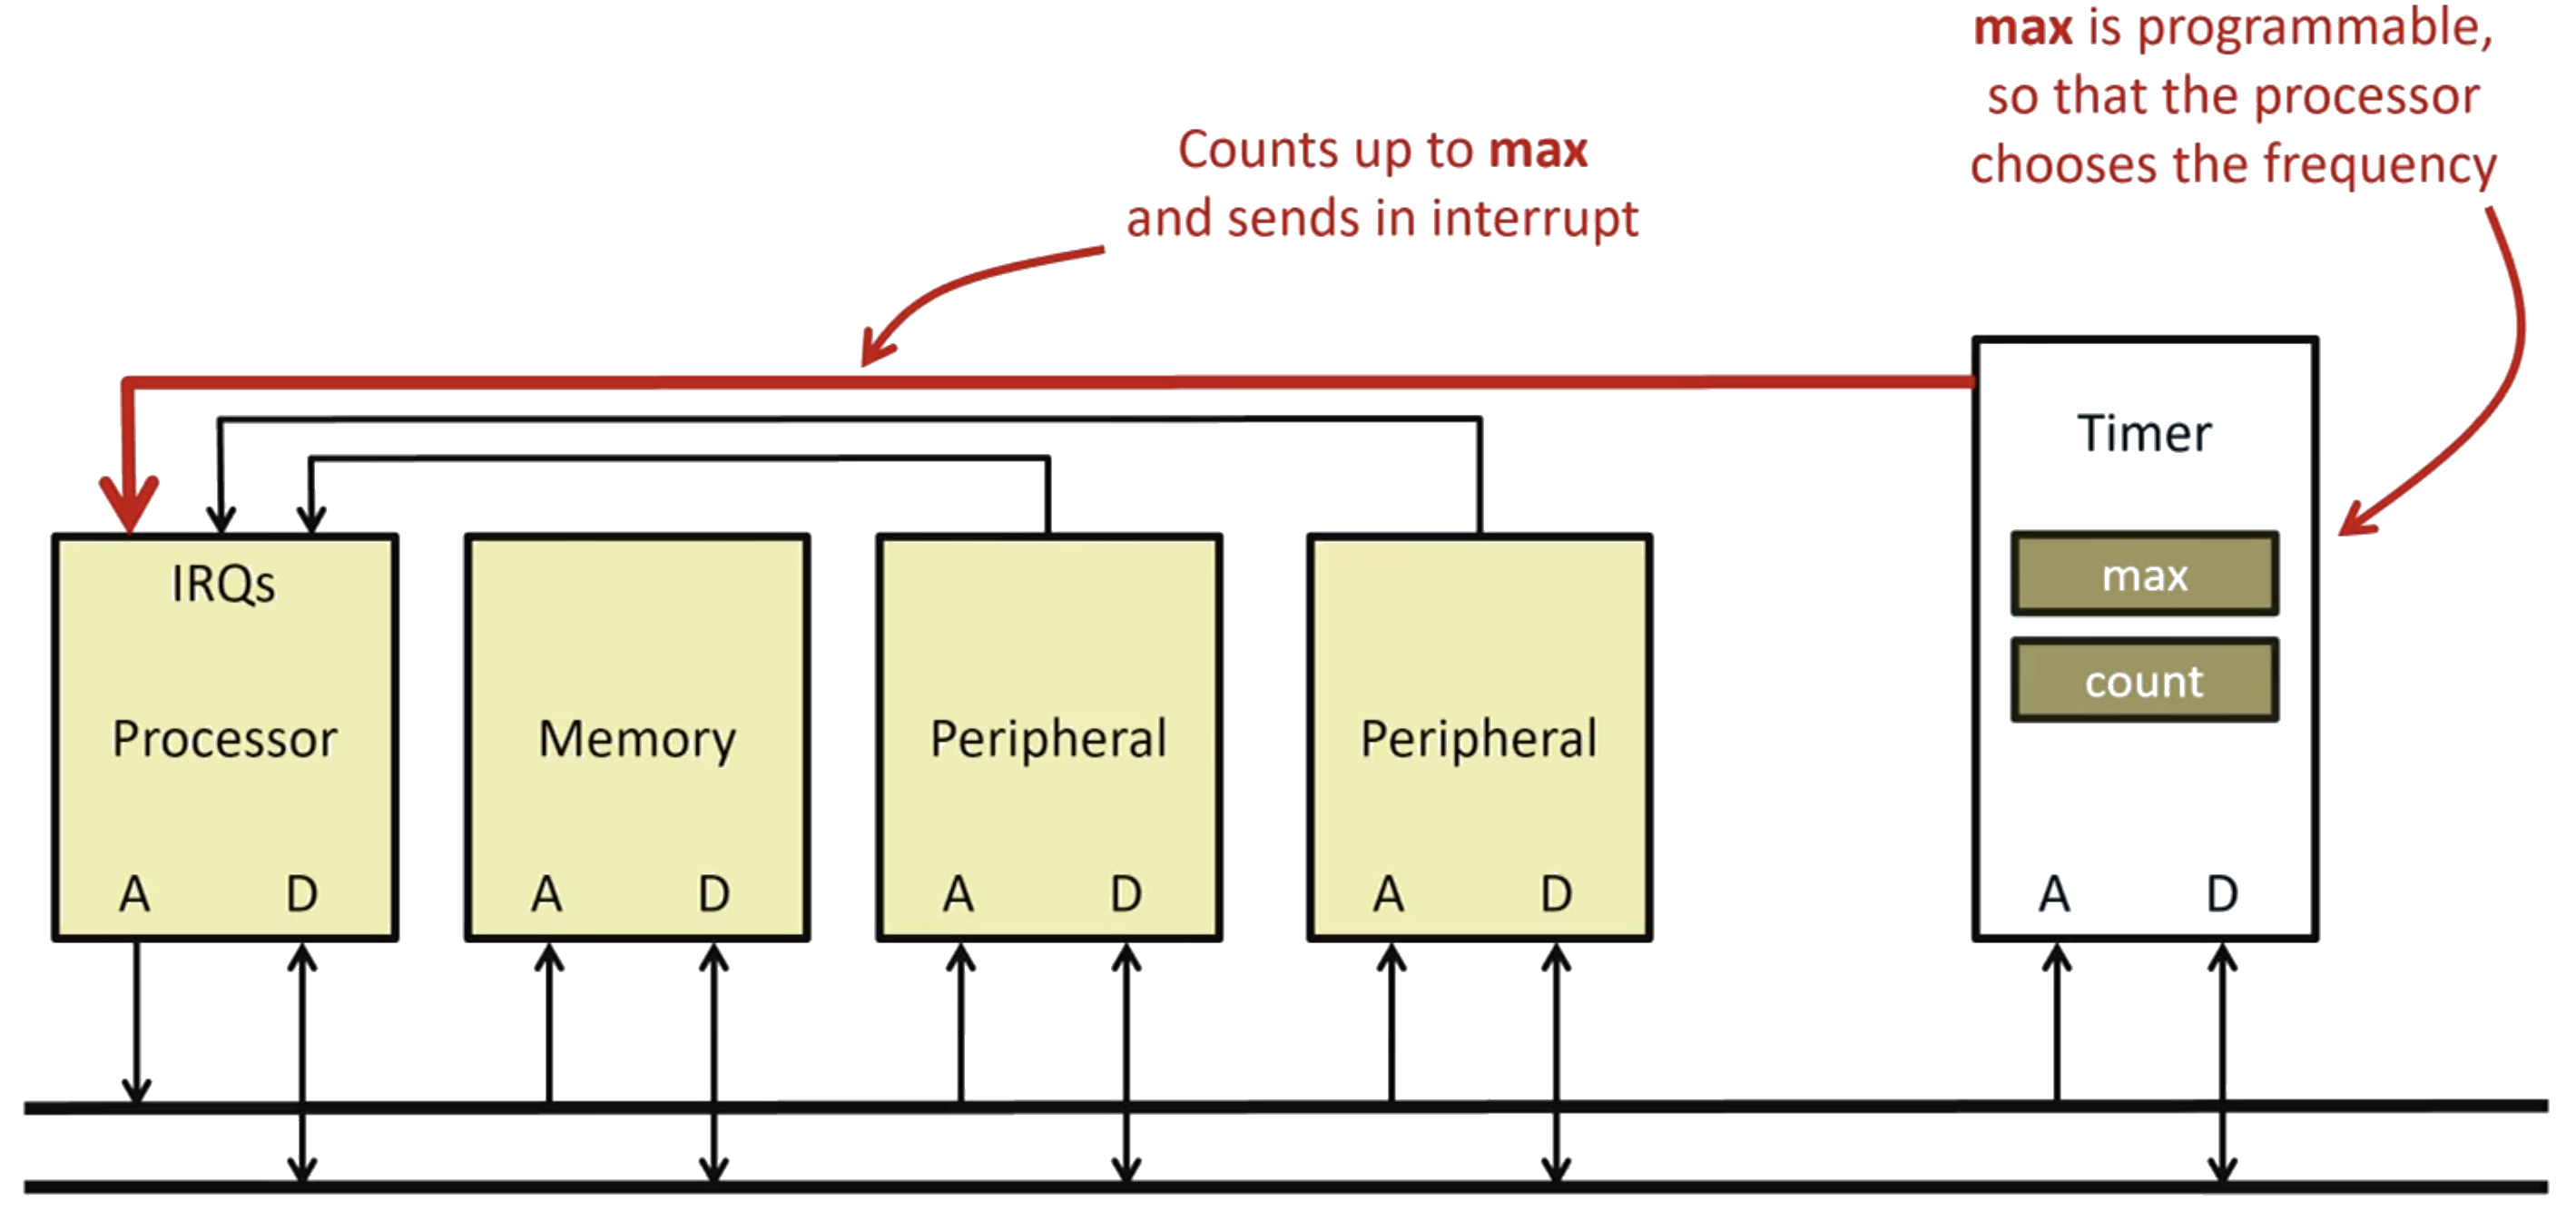 max is programmable,
so that the processor
chooses the frequency
Counts up to max
and sends in interrupt
Timer
max
count
IRQs
Processor
Memory
Peripheral
Peripheral
A D
A D
A D
A D
A D